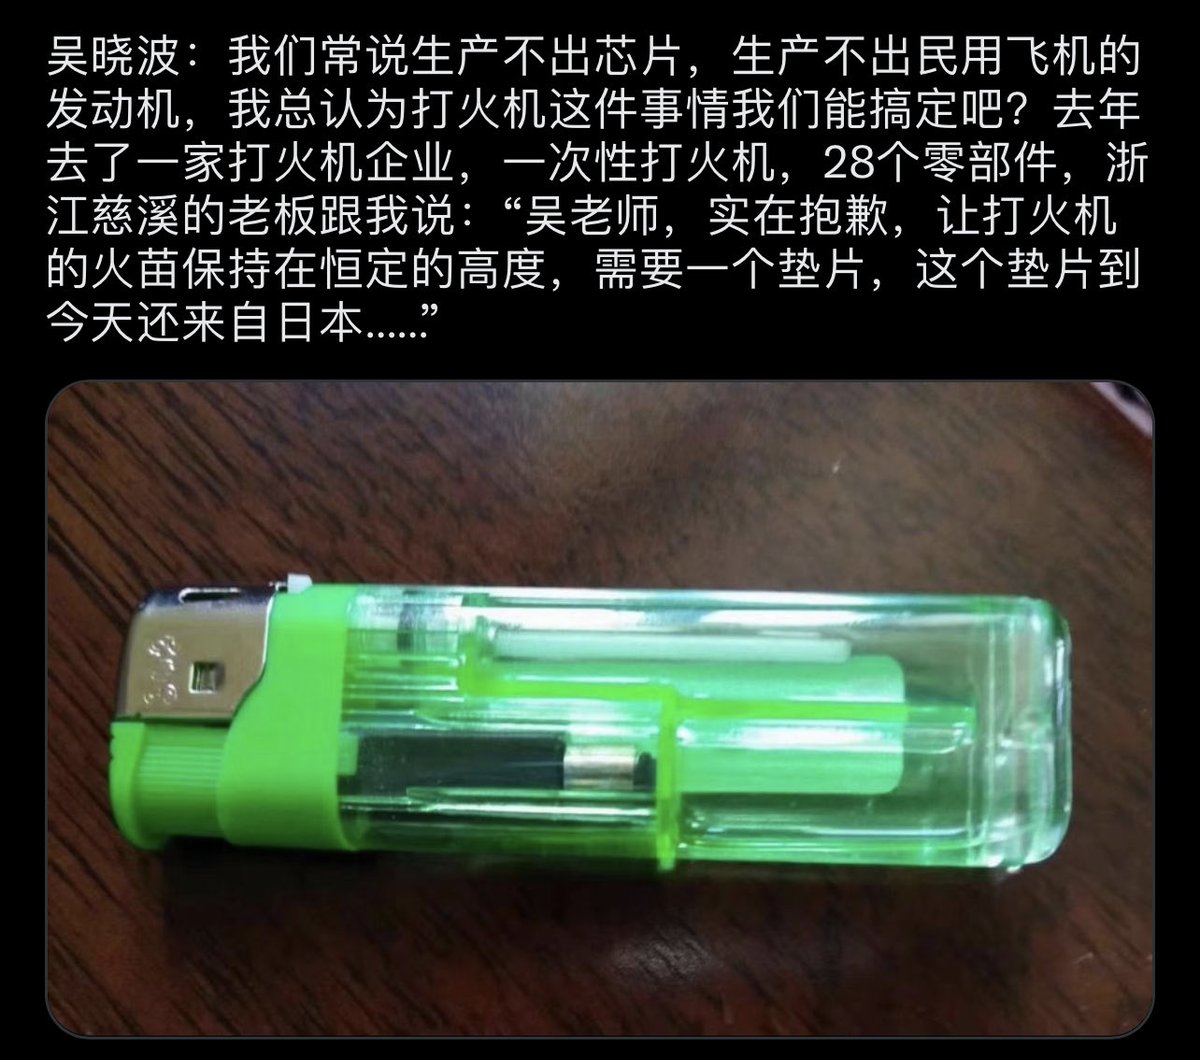 吴晓波：我们常说生产不出芯片，生产不出民用飞机的
发动机，我总认为打火机这件事情我们能搞定吧？去年
去了一家打火机企业，一次性打火机，28个零部件，浙
江慈溪的老板跟我说：“吴老师，实在抱歉，让打火机
的火苗保持在恒定的高度，需要一个垫片，这个垫片到
今天还来自日本......”